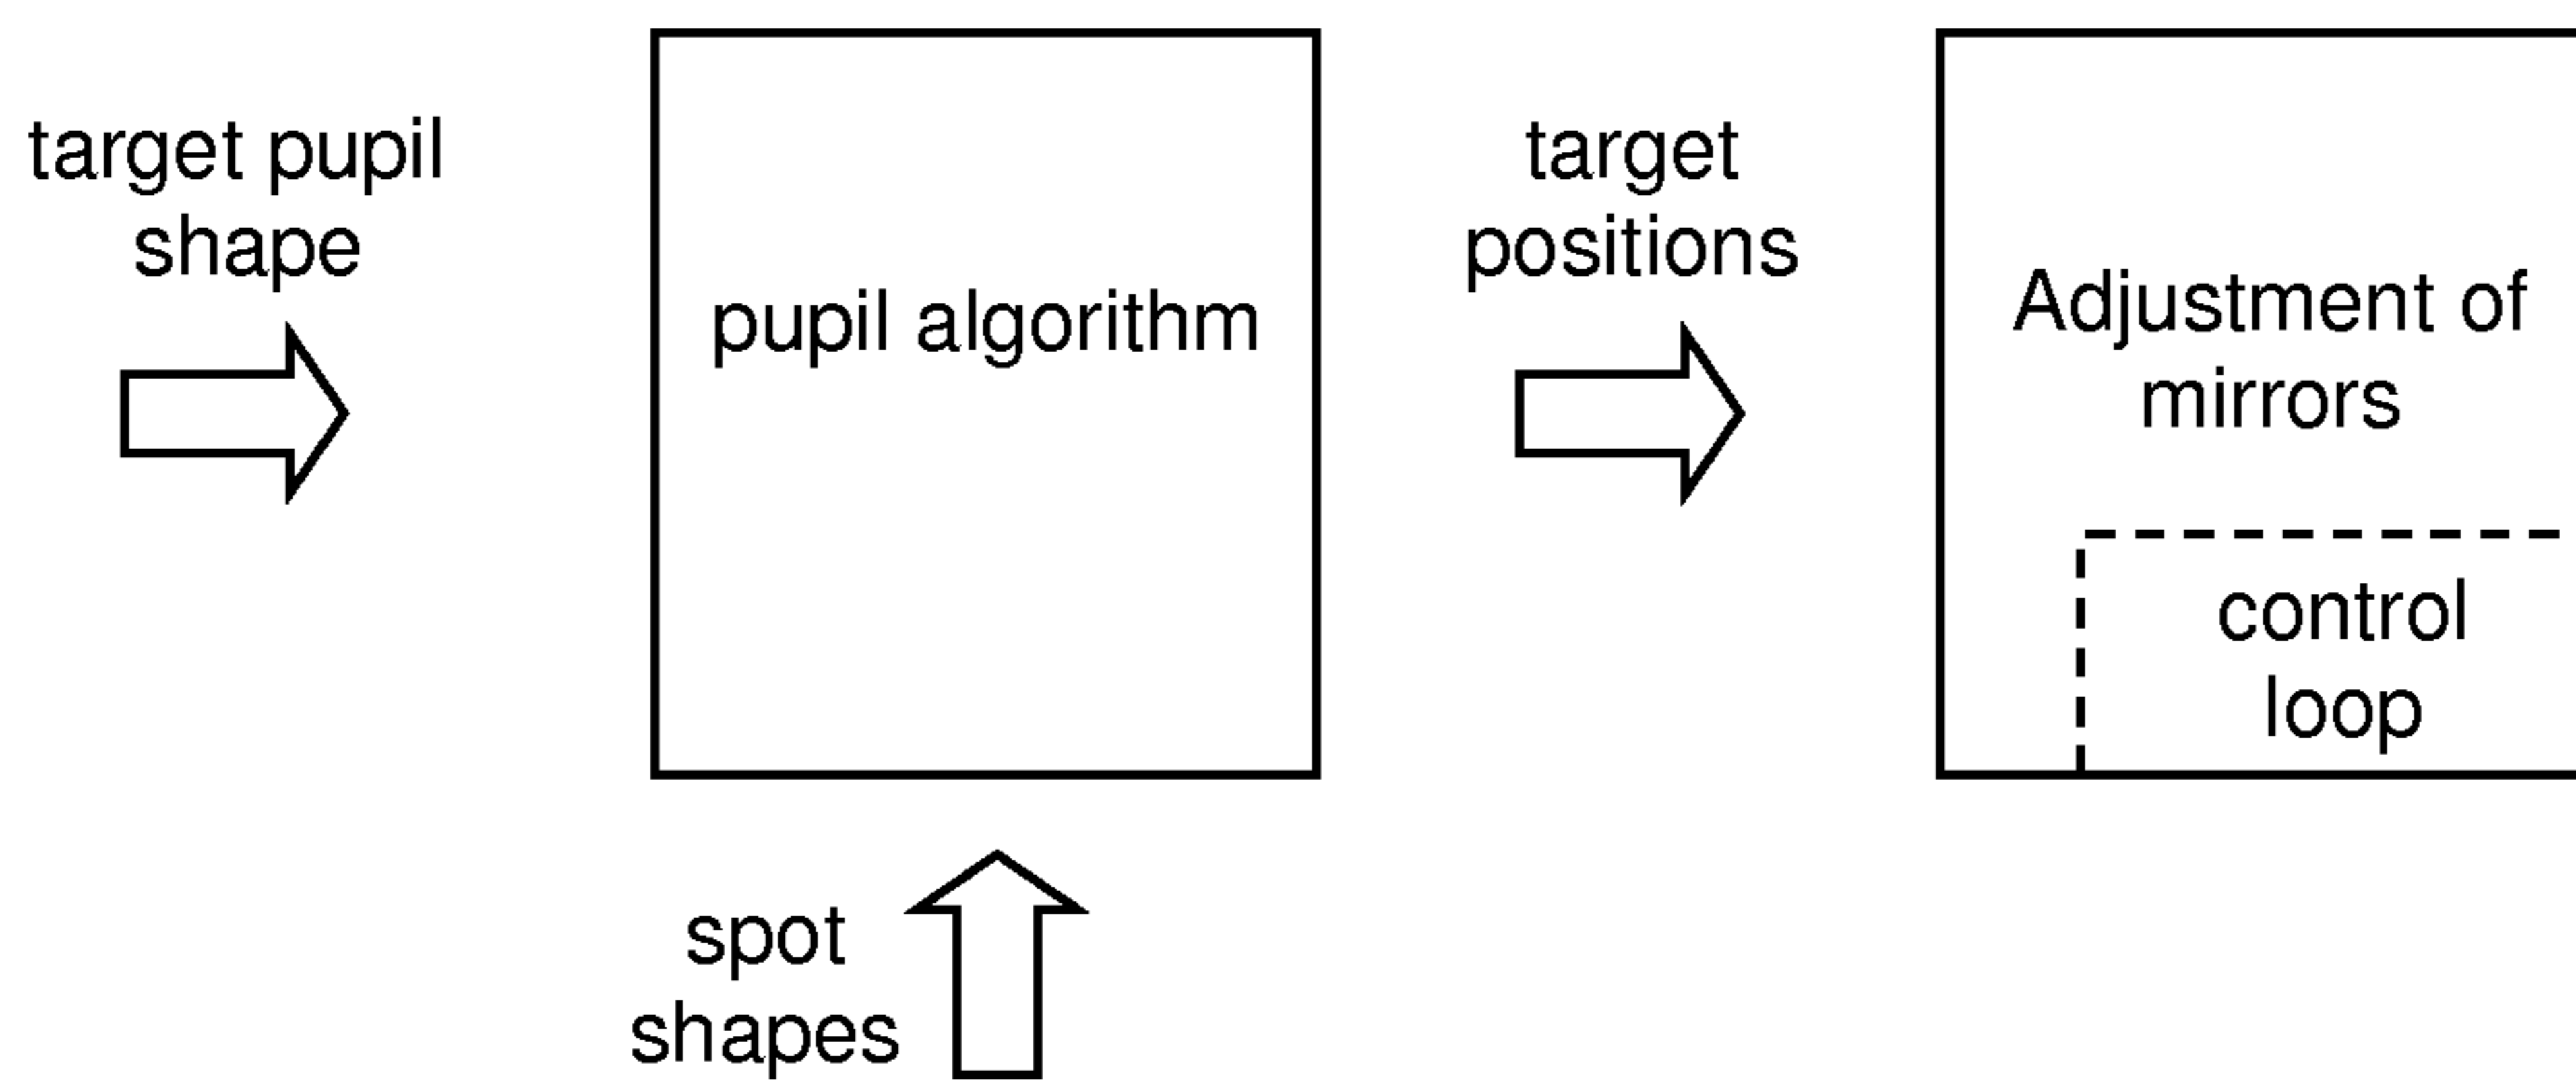 target pupil
shape
pupil algorithm
target
positions
Adjustment of
mirrors
control
loop
spot
shapes